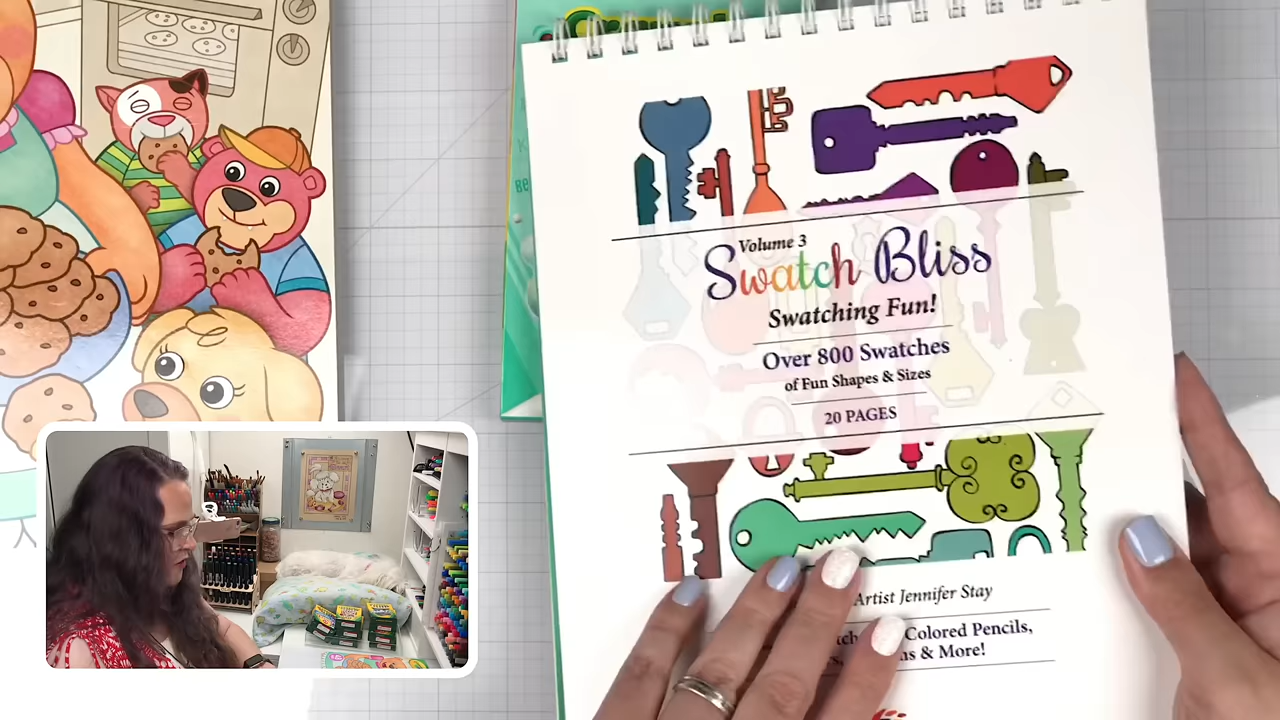 Volume 3
Swatch Bliss
Swatching Fun!
Over 800 Swatches
of Fun Shapes & Sizes
20 PAGES
Artist Jennifer Stay
Colored Pencils,
& More!